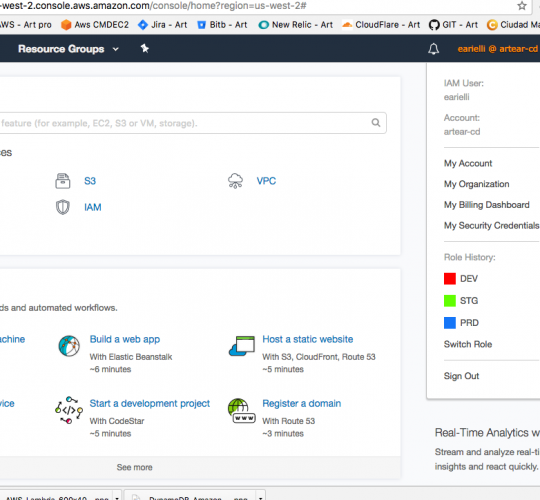 -west-2.console.aws.amazon.com/console/home?region=us-west-2#
AWS - Art pro Aws CMDEC2 Jira - Art Bitb - Art New Relic - Art CloudFlare - Art GIT - Art Ciudad Ma
Resource Groups
earielli @ artear-cd
feature (for example, EC2, S3 or VM, storage).
ces
S3
VPC
IAM
ds and automated workflows.
achine
Build a web app
With Elastic Beanstalk
~6 minutes
Host a static website
With S3, CloudFront, Route 53
~5 minutes
vice
Start a development project
With CodeStar
~5 minutes
Register a domain
With Route 53
~3 minutes
See more
IAM User:
earielli
Account:
artear-cd
My Account
My Organization
My Billing Dashboard
My Security Credentials
Role History:
DEV
STG
PRD
Switch Role
Sign Out
Real-Time Analytics w
Stream and analyze real-ti
insights and react quickly.